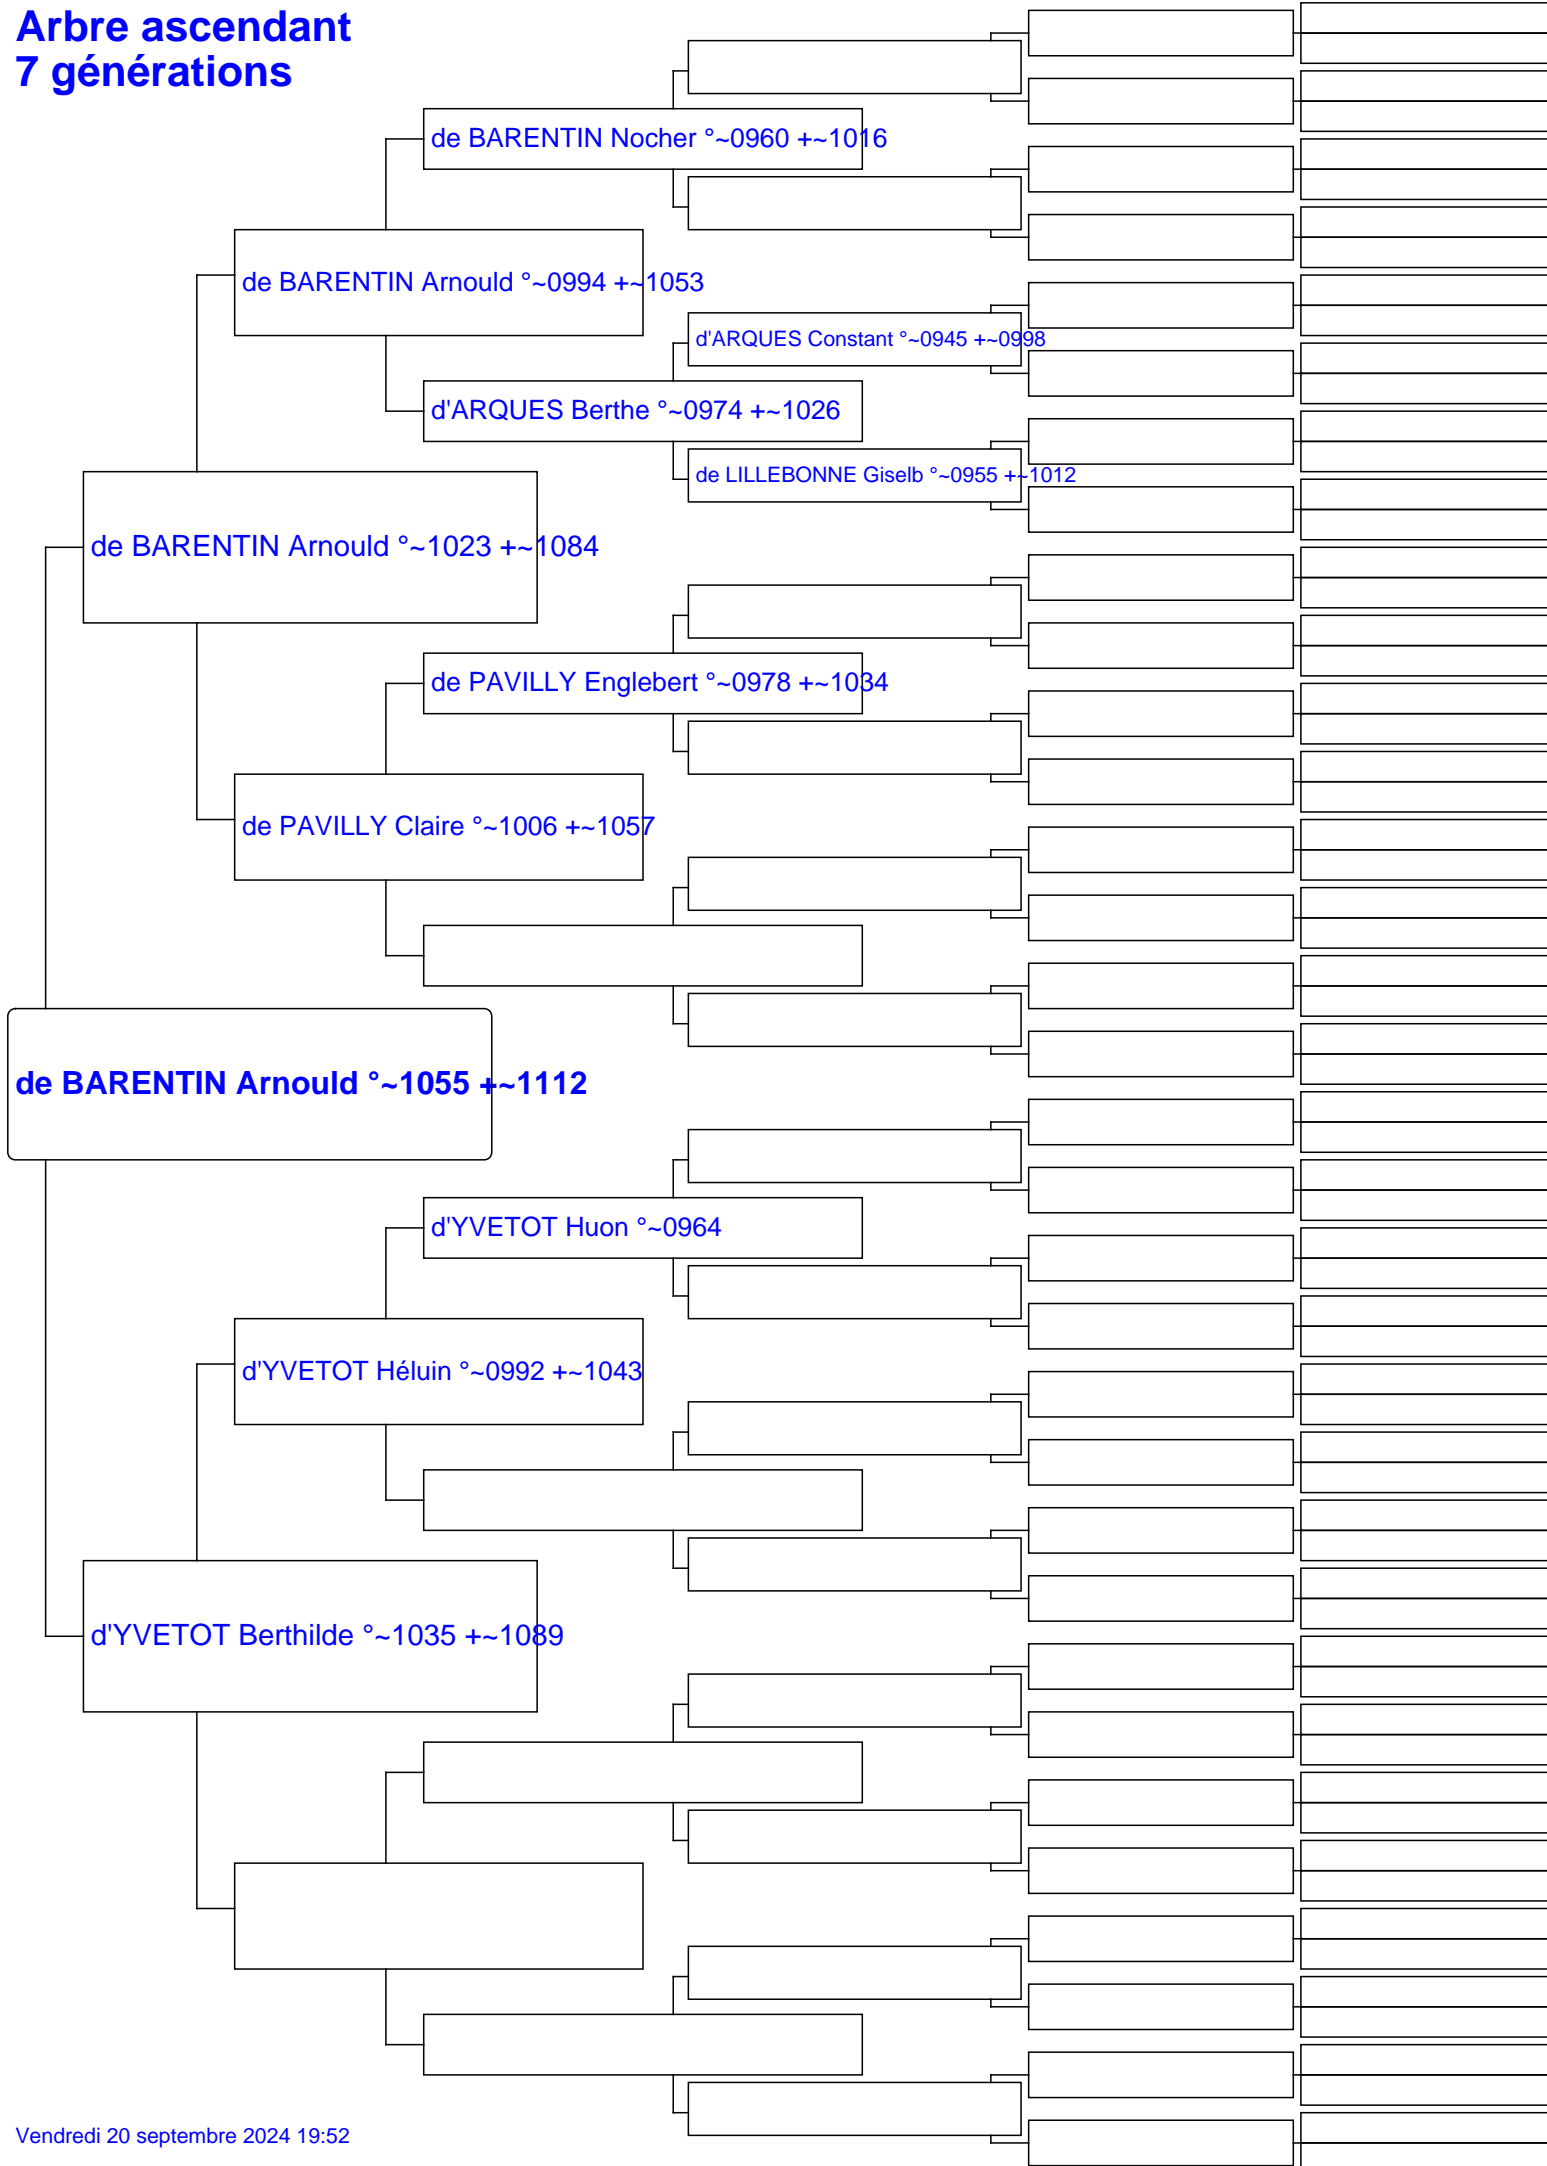 Arbre ascendant
7 générations
de BARENTIN Nocher °~0960 +~1016
de BARENTIN Arnould °~0994 +~1053
d'ARQUES Constant °~0945 +~0998
d'ARQUES Berthe °~0974 +~1026
de LILLEBONNE Giselb °~0955 +~1012
de BARENTIN Arnould °~1023 +~1084
de PAVILLY Englebert °~0978 +~1034
de PAVILLY Claire °~1006 +~1057
de BARENTIN Arnould °~1055 +~1112
d'YVETOT Huon °~0964
d'YVETOT Héluin °~0992 +~1043
d'YVETOT Berthilde °~1035 +~1089
Vendredi 20 septembre 2024 19:52